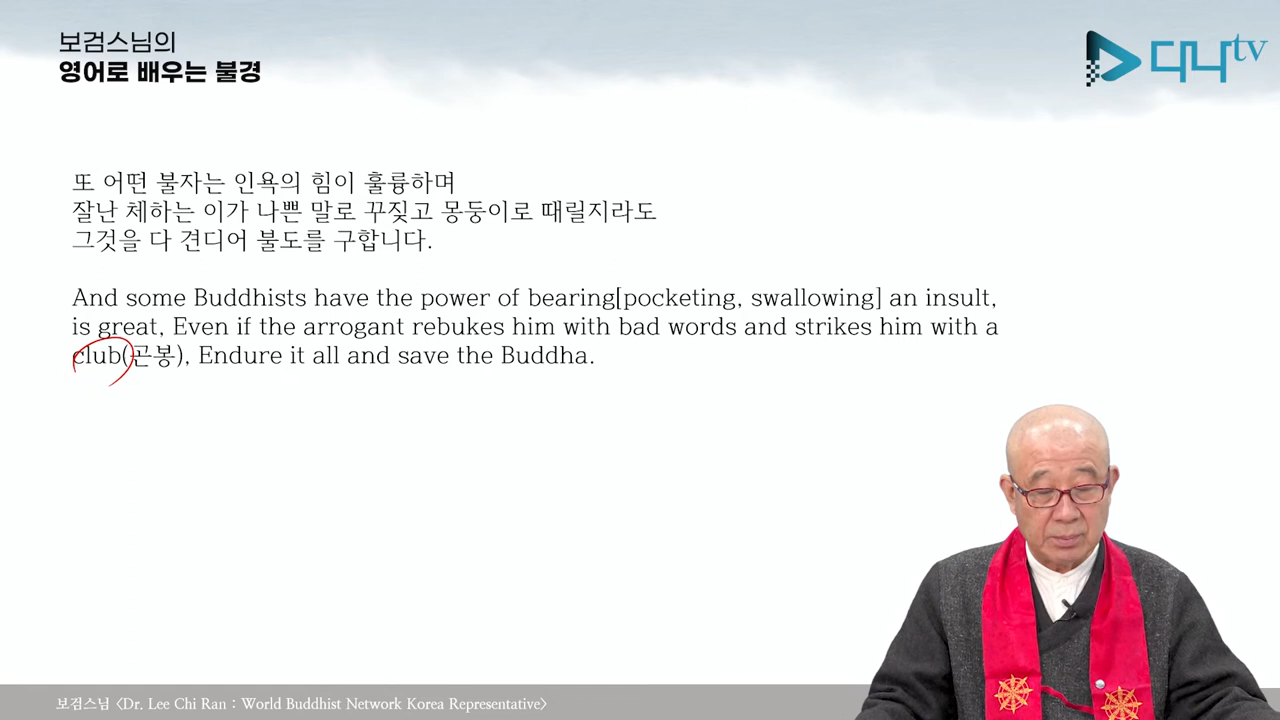 보검스님의
영어로 배우는 불경
다나tv
또 어떤 불자는 인욕의 힘이 훌륭하며
잘난 체하는 이가 나쁜 말로 꾸짖고 몽둥이로 때릴지라도
그것을 다 견디어 불도를 구합니다.
And some Buddhists have the power of bearing[pocketing, swallowing] an insult,
is great, Even if the arrogant rebukes him with bad words and strikes him with a
club(곤봉), Endure it all and save the Buddha.
보검스님 <Dr. Lee Chi Ran : World Buddhist Network Korea Representative>